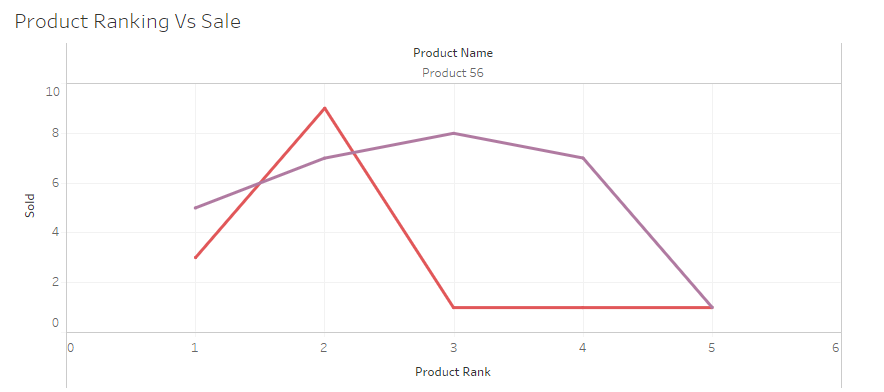 Product Ranking Vs Sale
Product Name
Product 56
10
8
6
4
2
0
Sold
0 1 2 3 4 5 6
Product Rank